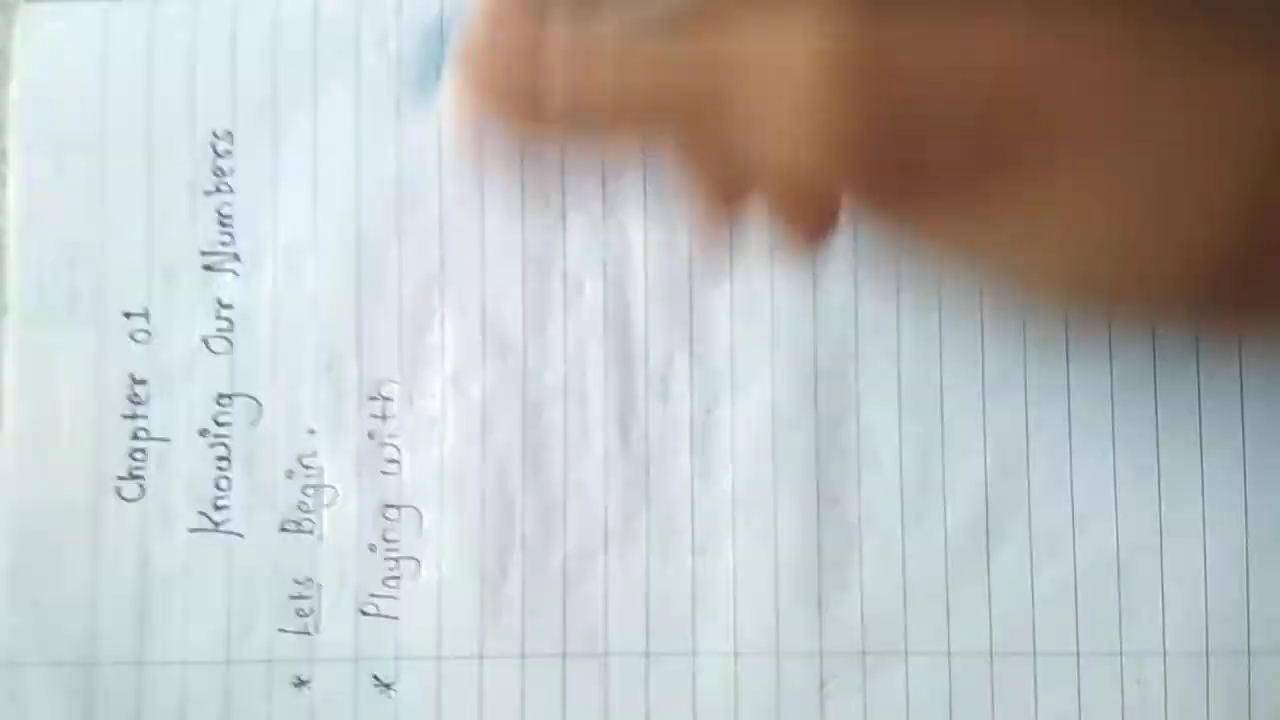 Chapter 01
Knowing Our Numbers
* Lets Begin.
* Playing with